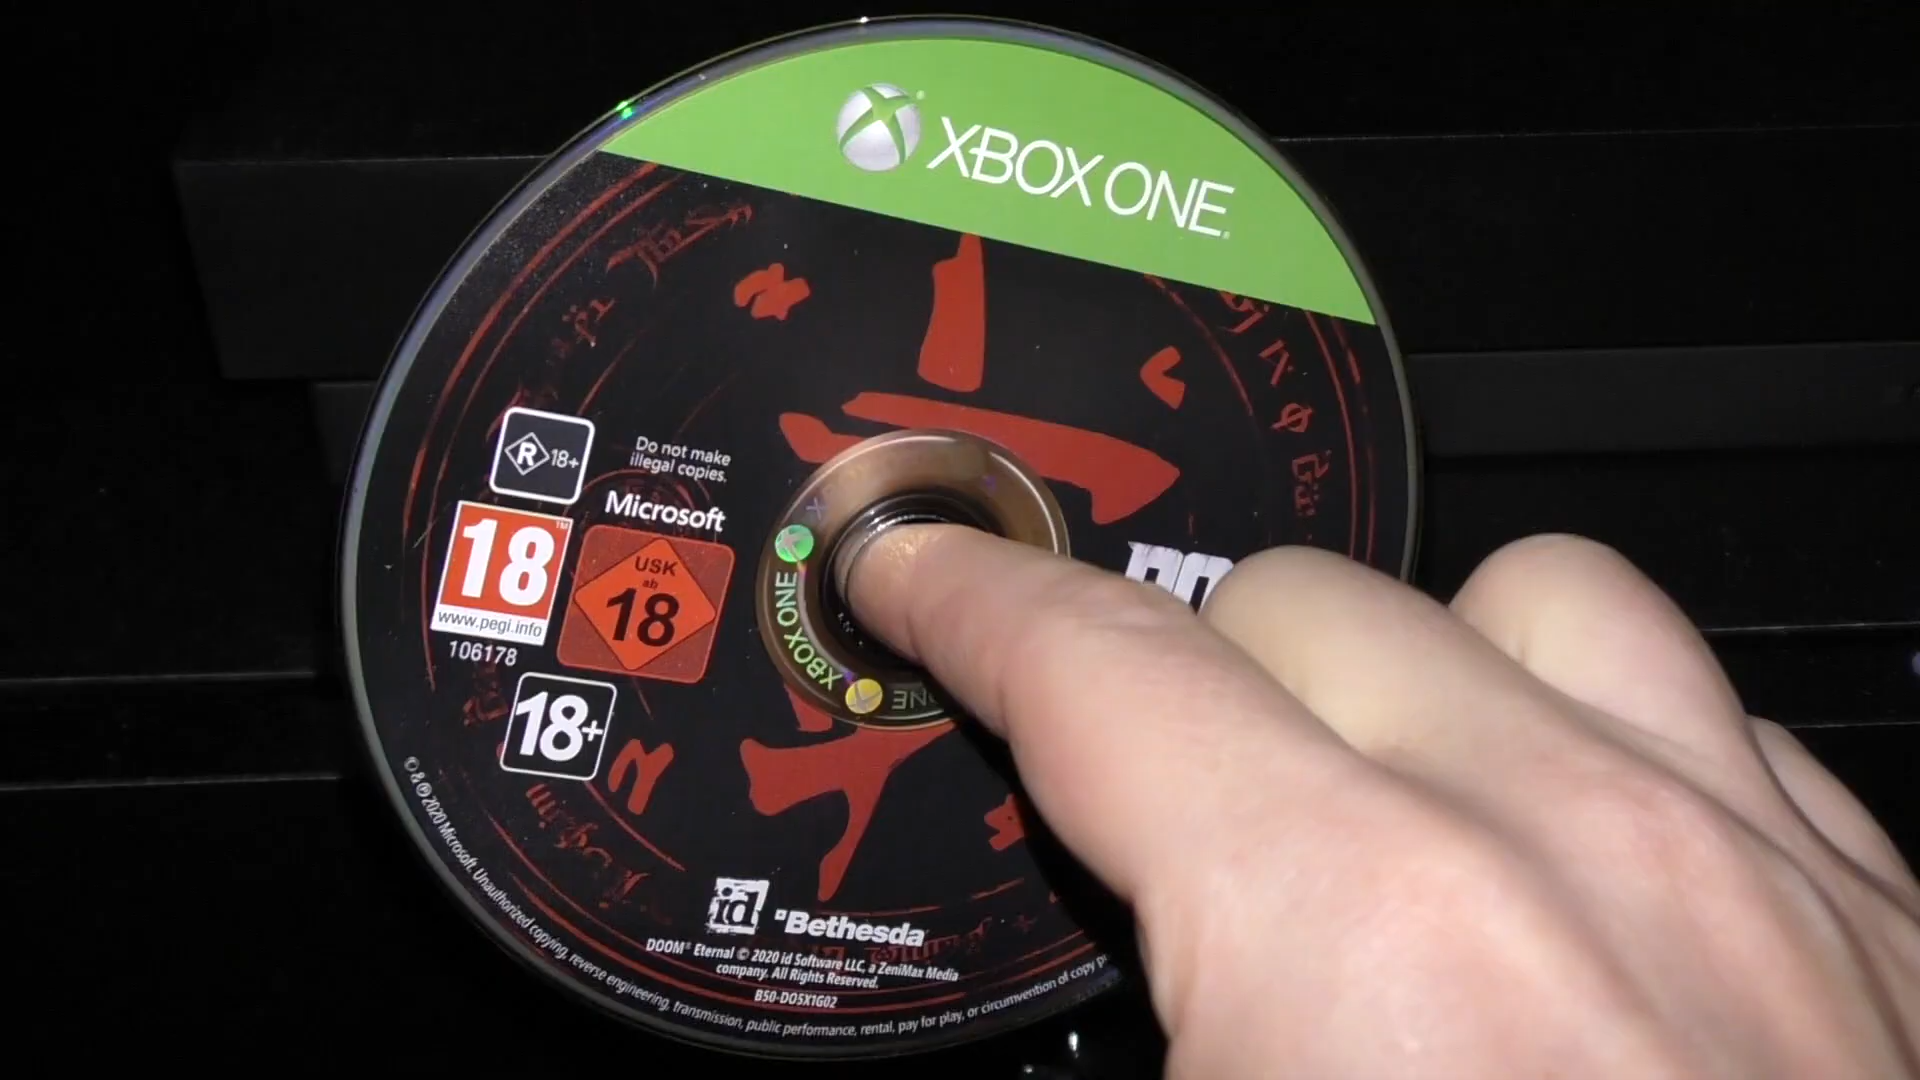 XBOX ONE
R 18+
Do not make
illegal copies.
Microsoft
18
www.pegi.info
106178
USK
ab
18
18+
XBOX ONE
ONE
id
Bethesda
DOOM® Eternal © 2020 id Software LLC, a ZeniMax Media
company. All Rights Reserved.
B50-DO5X1G02
© & ℗ 2020 Microsoft. Unauthorized copying, reverse engineering, transmission, public performance, rental, pay for play, or circumvention of copy